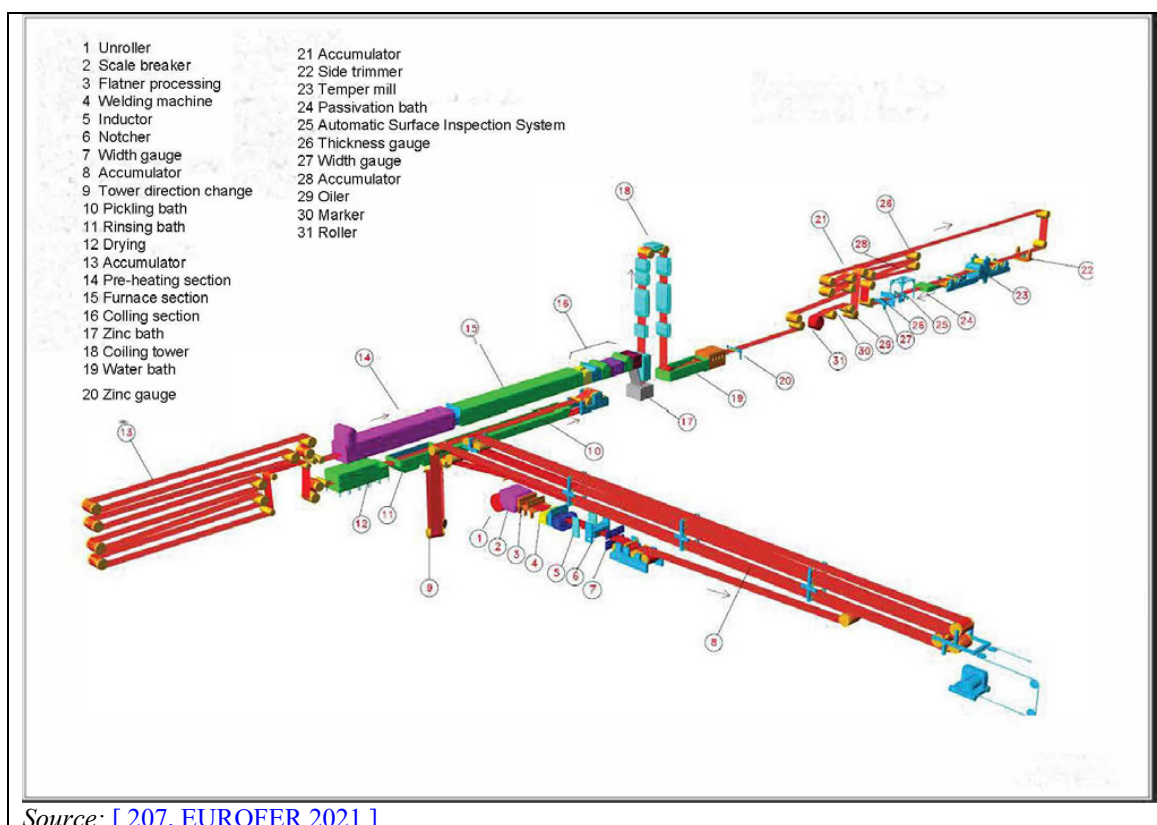 1 Unroller
2 Scale breaker
3 Flatner processing
4 Welding machine
5 Inductor
6 Notcher
7 Width gauge
8 Accumulator
9 Tower direction change
10 Pickling bath
11 Rinsing bath
12 Drying
13 Accumulator
14 Pre-heating section
15 Furnace section
16 Colling section
17 Zinc bath
18 Coiling tower
19 Water bath
20 Zinc gauge
21 Accumulator
22 Side trimmer
23 Temper mill
24 Passivation bath
25 Automatic Surface Inspection System
26 Thickness gauge
27 Width gauge
28 Accumulator
29 Oiler
30 Marker
31 Roller
18
26
21
28
22
16
23
15
24
25
26
27
29
30
31
14
20
19
17
13
10
11
12
1
2
3
4
5
6
7
9
8
Source: [ 207, EUROFER 2021 ]